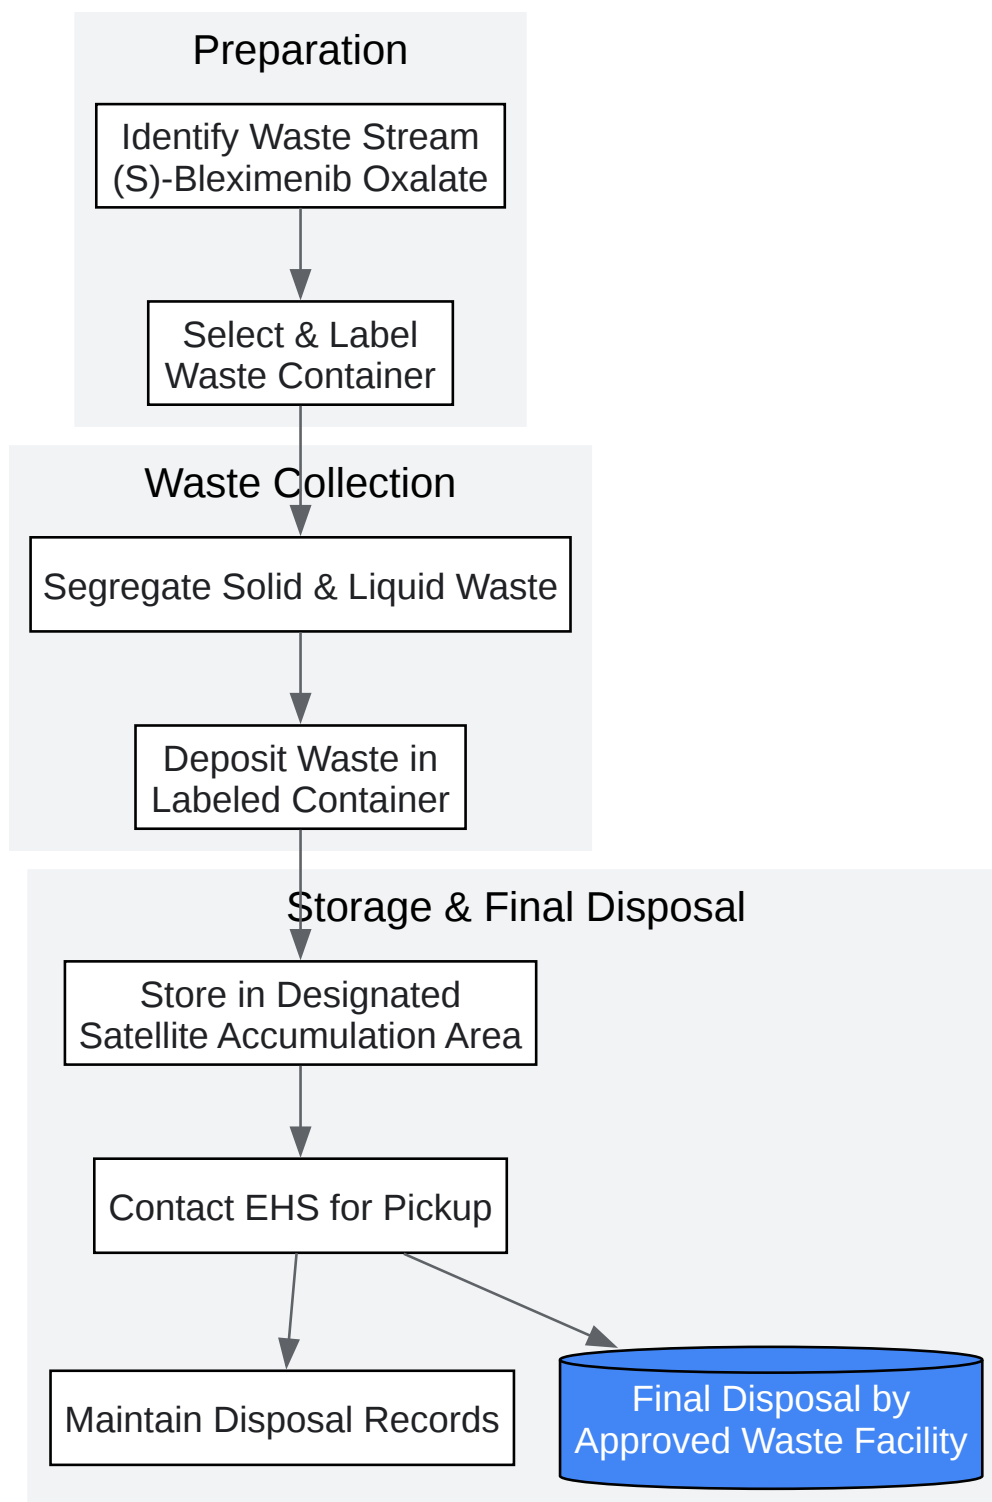 Preparation
Identify Waste Stream
(S)-Bleximenib Oxalate
Select & Label
Waste Container
Waste Collection
Segregate Solid & Liquid Waste
Deposit Waste in
Labeled Container
Storage & Final Disposal
Store in Designated
Satellite Accumulation Area
Contact EHS for Pickup
Maintain Disposal Records
Final Disposal by
Approved Waste Facility